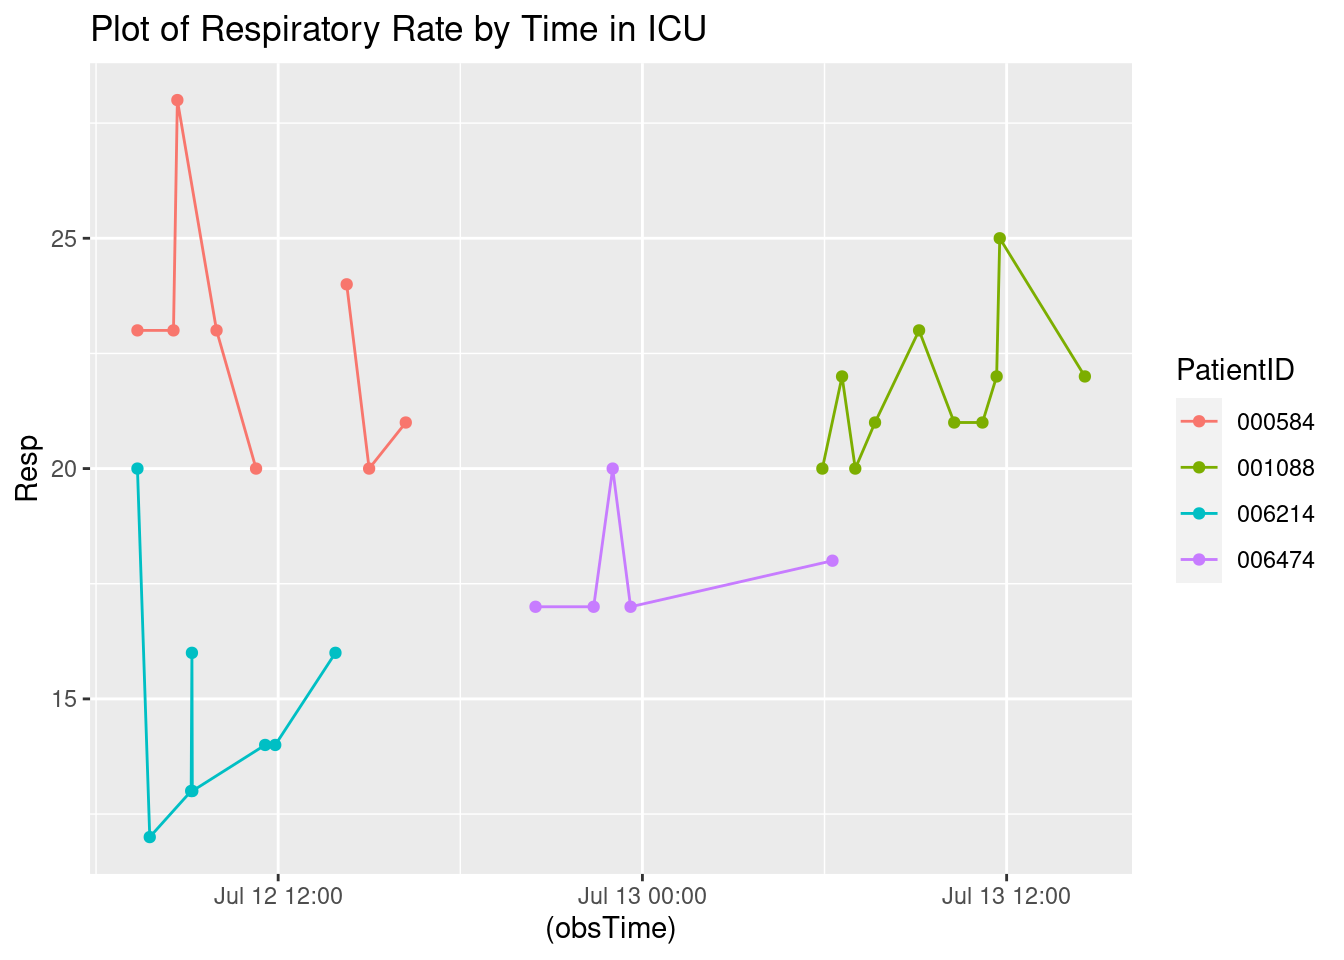 Plot of Respiratory Rate by Time in ICU
Resp
25
20
15
Jul 12 12:00
Jul 13 00:00
Jul 13 12:00
(obsTime)
PatientID
000584
001088
006214
006474